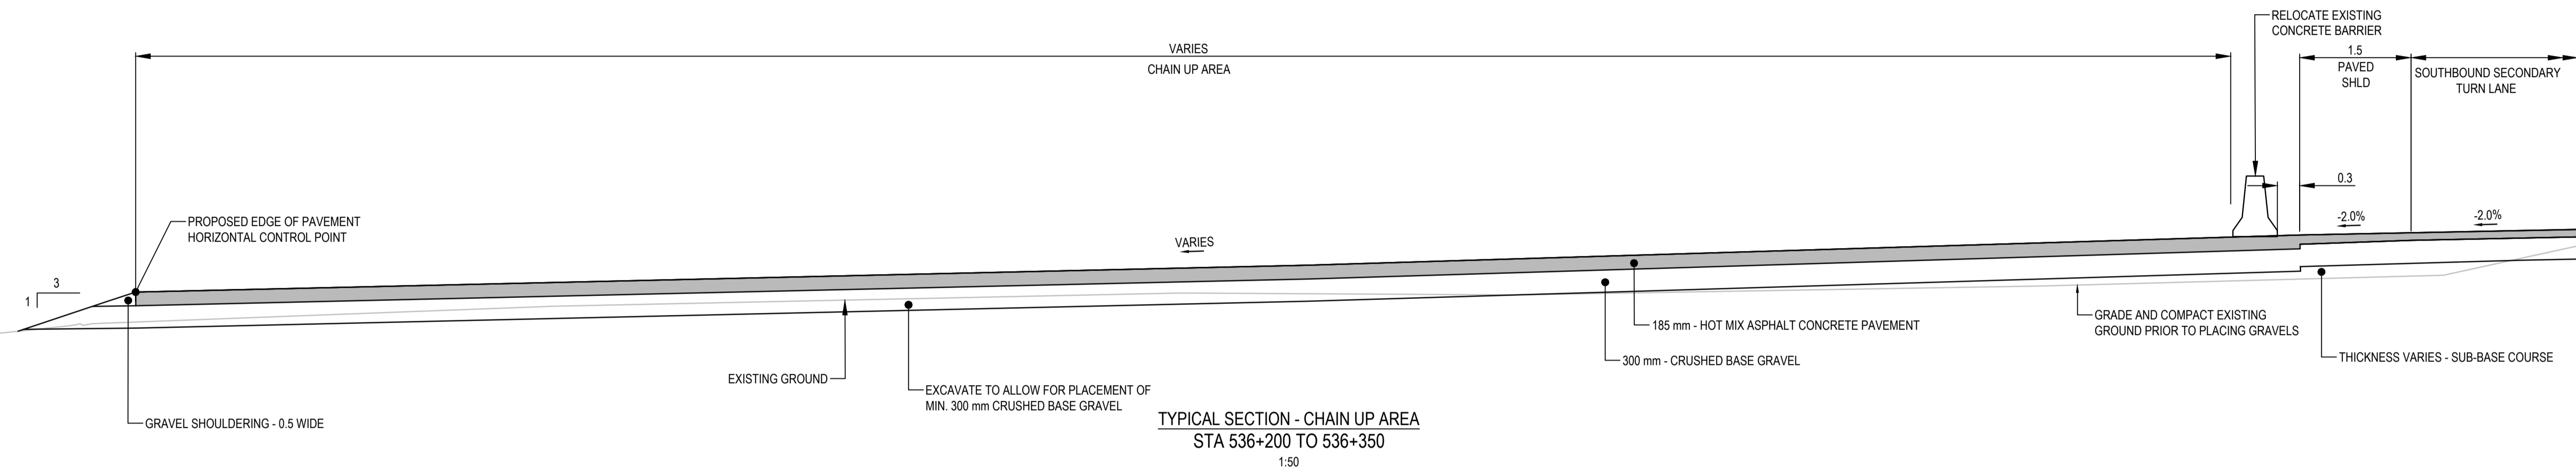 RELOCATE EXISTING
CONCRETE BARRIER
VARIES
CHAIN UP AREA
1.5
PAVED
SHLD
SOUTHBOUND SECONDARY
TURN LANE
0.3
-2.0%
-2.0%
PROPOSED EDGE OF PAVEMENT
HORIZONTAL CONTROL POINT
VARIES
3
1
185 mm - HOT MIX ASPHALT CONCRETE PAVEMENT
GRADE AND COMPACT EXISTING
GROUND PRIOR TO PLACING GRAVELS
300 mm - CRUSHED BASE GRAVEL
THICKNESS VARIES - SUB-BASE COURSE
EXISTING GROUND
EXCAVATE TO ALLOW FOR PLACEMENT OF
MIN. 300 mm CRUSHED BASE GRAVEL
GRAVEL SHOULDERING - 0.5 WIDE
TYPICAL SECTION - CHAIN UP AREA
STA 536+200 TO 536+350
1:50